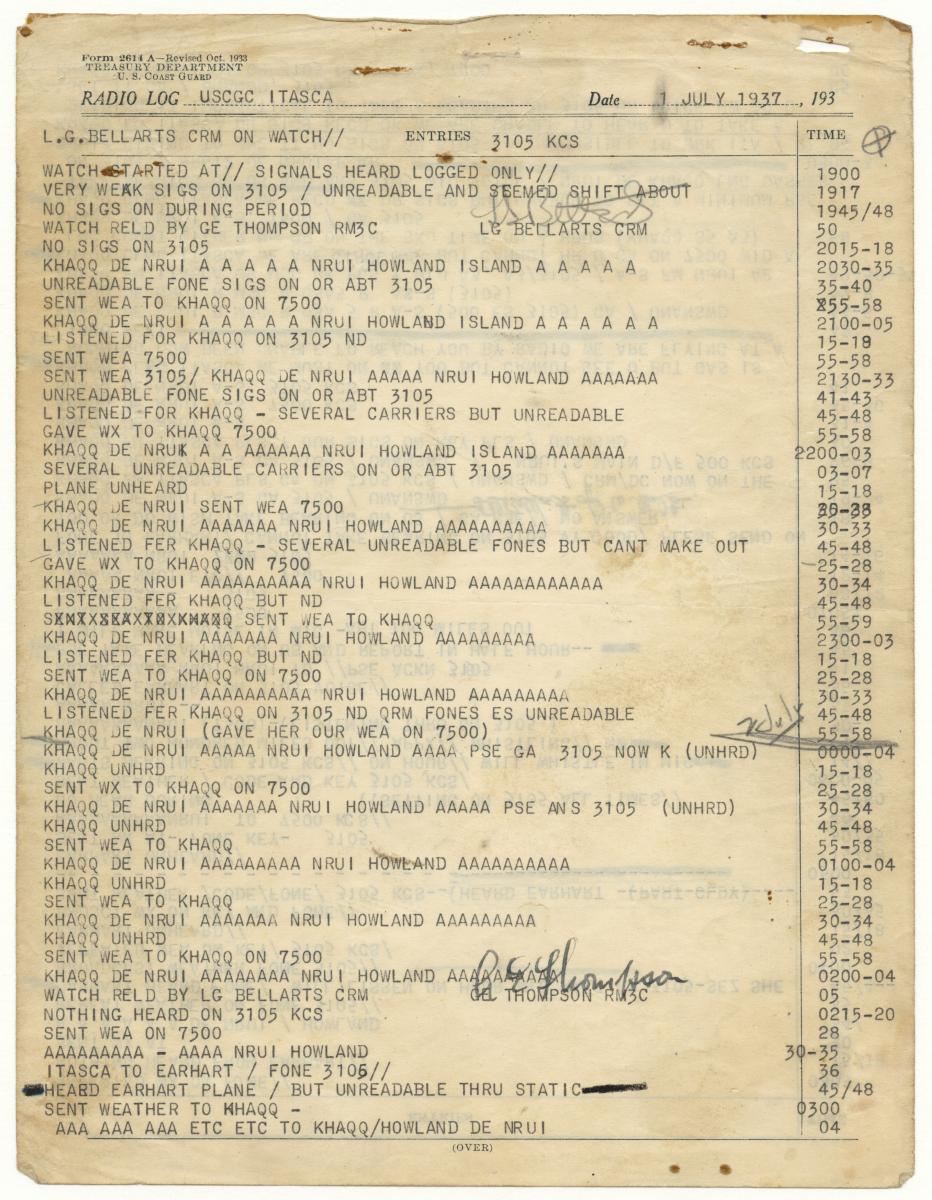 Form 2614 A—Revised Oct. 1933
TREASURY DEPARTMENT
U. S. COAST GUARD
RADIO LOG USCGC ITASCA Date 1 JULY 1937, 193
L.G.BELLARTS CRM ON WATCH// ENTRIES 3105 KCS TIME
WATCH STARTED AT// SIGNALS HEARD LOGGED ONLY// 1900
VERY WEAK SIGS ON 3105 / UNREADABLE AND SEEMED SHIFT ABOUT 1917
NO SIGS ON DURING PERIOD LG Bellarts 1945/48
WATCH RELD BY GE THOMPSON RM3C LG BELLARTS CRM 50
NO SIGS ON 3105 2015-18
KHAQQ DE NRUI A A A A A NRUI HOWLAND ISLAND A A A A A 2030-35
UNREADABLE FONE SIGS ON OR ABT 3105 35-40
SENT WEA TO KHAQQ ON 7500 55-58
KHAQQ DE NRUI A A A A A NRUI HOWLAND ISLAND A A A A A A 2100-05
LISTENED FOR KHAQQ ON 3105 ND 15-18
SENT WEA 7500 55-58
SENT WEA 3105/ KHAQQ DE NRUI AAAAA NRUI HOWLAND AAAAAAA 2130-33
UNREADABLE FONE SIGS ON OR ABT 3105 41-43
LISTENED FOR KHAQQ - SEVERAL CARRIERS BUT UNREADABLE 45-48
GAVE WX TO KHAQQ 7500 55-58
KHAQQ DE NRUK A A AAAAAA NRUI HOWLAND ISLAND AAAAAAA 2200-03
SEVERAL UNREADABLE CARRIERS ON OR ABT 3105 03-07
PLANE UNHEARD 15-18
KHAQQ DE NRUI SENT WEA 7500
KHAQQ DE NRUI AAAAAAA NRUI HOWLAND AAAAAAAAAA 30-33
LISTENED FER KHAQQ - SEVERAL UNREADABLE FONES BUT CANT MAKE OUT 45-48
GAVE WX TO KHAQQ ON 7500 25-28
KHAQQ DE NRUI AAAAAAAAAA NRUI HOWLAND AAAAAAAAAAAA 30-34
LISTENED FER KHAQQ BUT ND 45-48
SENT WEA TO KHAQQ 55-59
KHAQQ DE NRUI AAAAAAA NRUI HOWLAND AAAAAAAAA 2300-03
LISTENED FER KHAQQ BUT ND 15-18
SENT WEA TO KHAQQ ON 7500 25-28
KHAQQ DE NRUI AAAAAAAAAA NRUI HOWLAND AAAAAAAAA 30-33
LISTENED FER KHAQQ ON 3105 ND QRM FONES ES UNREADABLE 45-48
KHAQQ DE NRUI (GAVE HER OUR WEA ON 7500) 2 July 55-58
KHAQQ DE NRUI AAAAA NRUI HOWLAND AAAA PSE GA 3105 NOW K (UNHRD) 0000-04
KHAQQ UNHRD 15-18
SENT WX TO KHAQQ ON 7500 25-28
KHAQQ DE NRUI AAAAAAA NRUI HOWLAND AAAAA PSE ANS 3105 (UNHRD) 30-34
KHAQQ UNHRD 45-48
SENT WEA TO KHAQQ 55-58
KHAQQ DE NRUI AAAAAAAAA NRUI HOWLAND AAAAAAAAAA 0100-04
KHAQQ UNHRD 15-18
SENT WEA TO KHAQQ 25-28
KHAQQ DE NRUI AAAAAAA NRUI HOWLAND AAAAAAAAA 30-34
KHAQQ UNHRD 45-48
SENT WEA TO KHAQQ ON 7500 55-58
KHAQQ DE NRUI AAAAAAAA NRUI HOWLAND AAAAAAAAAA 0200-04
G E Thompson
WATCH RELD BY LG BELLARTS CRM GE THOMPSON RM3C 05
NOTHING HEARD ON 3105 KCS 0215-20
SENT WEA ON 7500 28
AAAAAAAAA - AAAA NRUI HOWLAND 30-35
ITASCA TO EARHART / FONE 3105// 36
HEARD EARHART PLANE / BUT UNREADABLE THRU STATIC 45/48
SENT WEATHER TO KHAQQ - 0300
AAA AAA AAA ETC ETC TO KHAQQ/HOWLAND DE NRUI 04
(OVER)